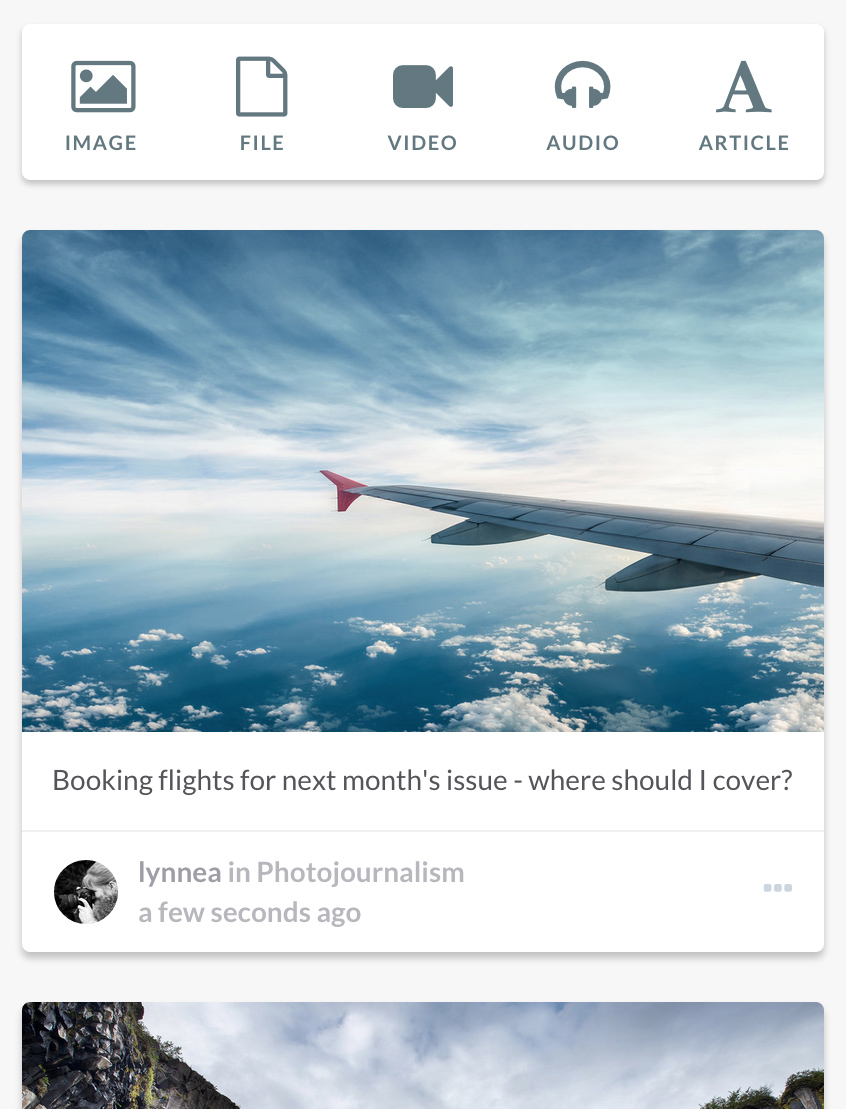 IMAGE
FILE
VIDEO
AUDIO
ARTICLE
Booking flights for next month's issue - where should I cover?
lynnea in Photojournalism
a few seconds ago